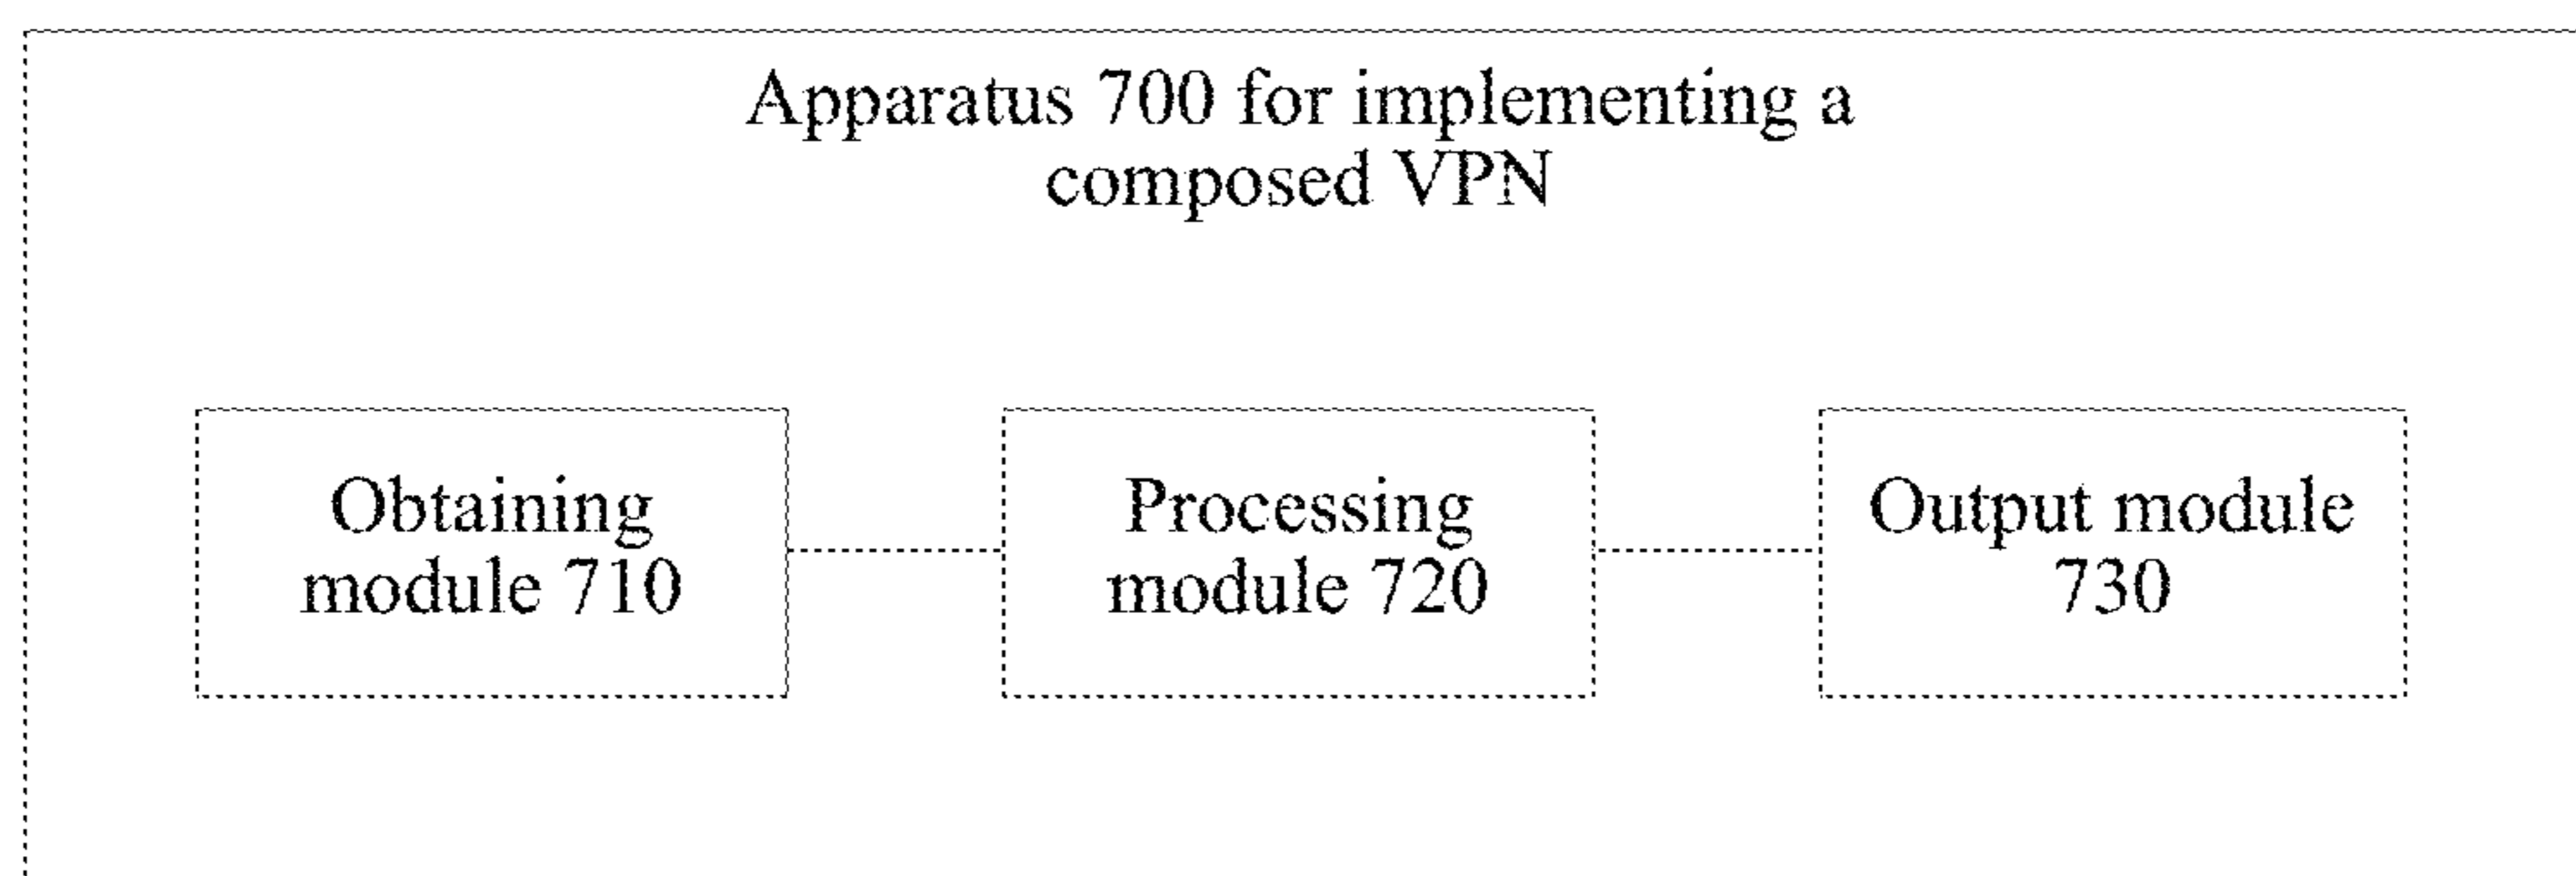 Apparatus 700 for implementing a
composed VPN
Obtaining
module 710
Processing
module 720
Output module
730